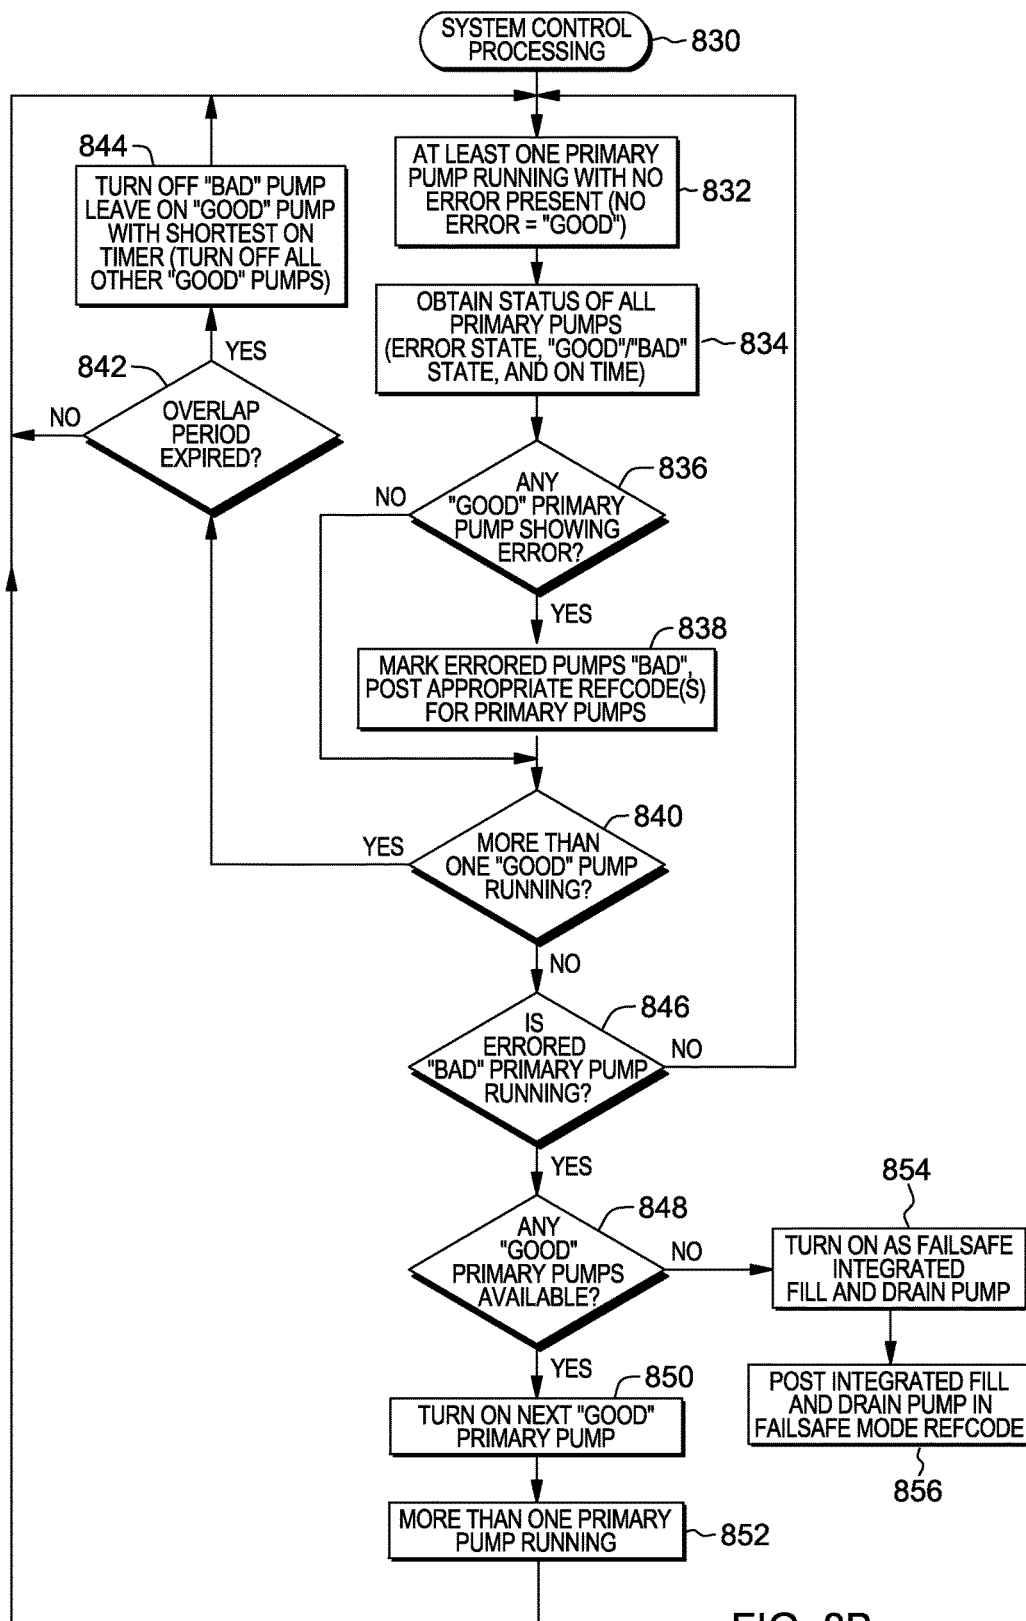 SYSTEM CONTROL
PROCESSING
830
844
TURN OFF "BAD" PUMP
LEAVE ON "GOOD" PUMP
WITH SHORTEST ON
TIMER (TURN OFF ALL
OTHER "GOOD" PUMPS)
AT LEAST ONE PRIMARY
PUMP RUNNING WITH NO
ERROR PRESENT (NO
ERROR = "GOOD")
832
OBTAIN STATUS OF ALL
PRIMARY PUMPS
(ERROR STATE, "GOOD"/"BAD"
STATE, AND ON TIME)
834
YES
842
NO
OVERLAP
PERIOD
EXPIRED?
836
NO
ANY
"GOOD" PRIMARY
PUMP SHOWING
ERROR?
YES
838
MARK ERRORED PUMPS "BAD",
POST APPROPRIATE REFCODE(S)
FOR PRIMARY PUMPS
840
YES
MORE THAN
ONE "GOOD" PUMP
RUNNING?
NO
846
IS
ERRORED
"BAD" PRIMARY PUMP
RUNNING?
NO
YES
848
ANY
"GOOD"
PRIMARY PUMPS
AVAILABLE?
NO
854
TURN ON AS FAILSAFE
INTEGRATED
FILL AND DRAIN PUMP
YES
850
TURN ON NEXT "GOOD"
PRIMARY PUMP
POST INTEGRATED FILL
AND DRAIN PUMP IN
FAILSAFE MODE REFCODE
856
MORE THAN ONE PRIMARY
PUMP RUNNING
852
FIG. 8B